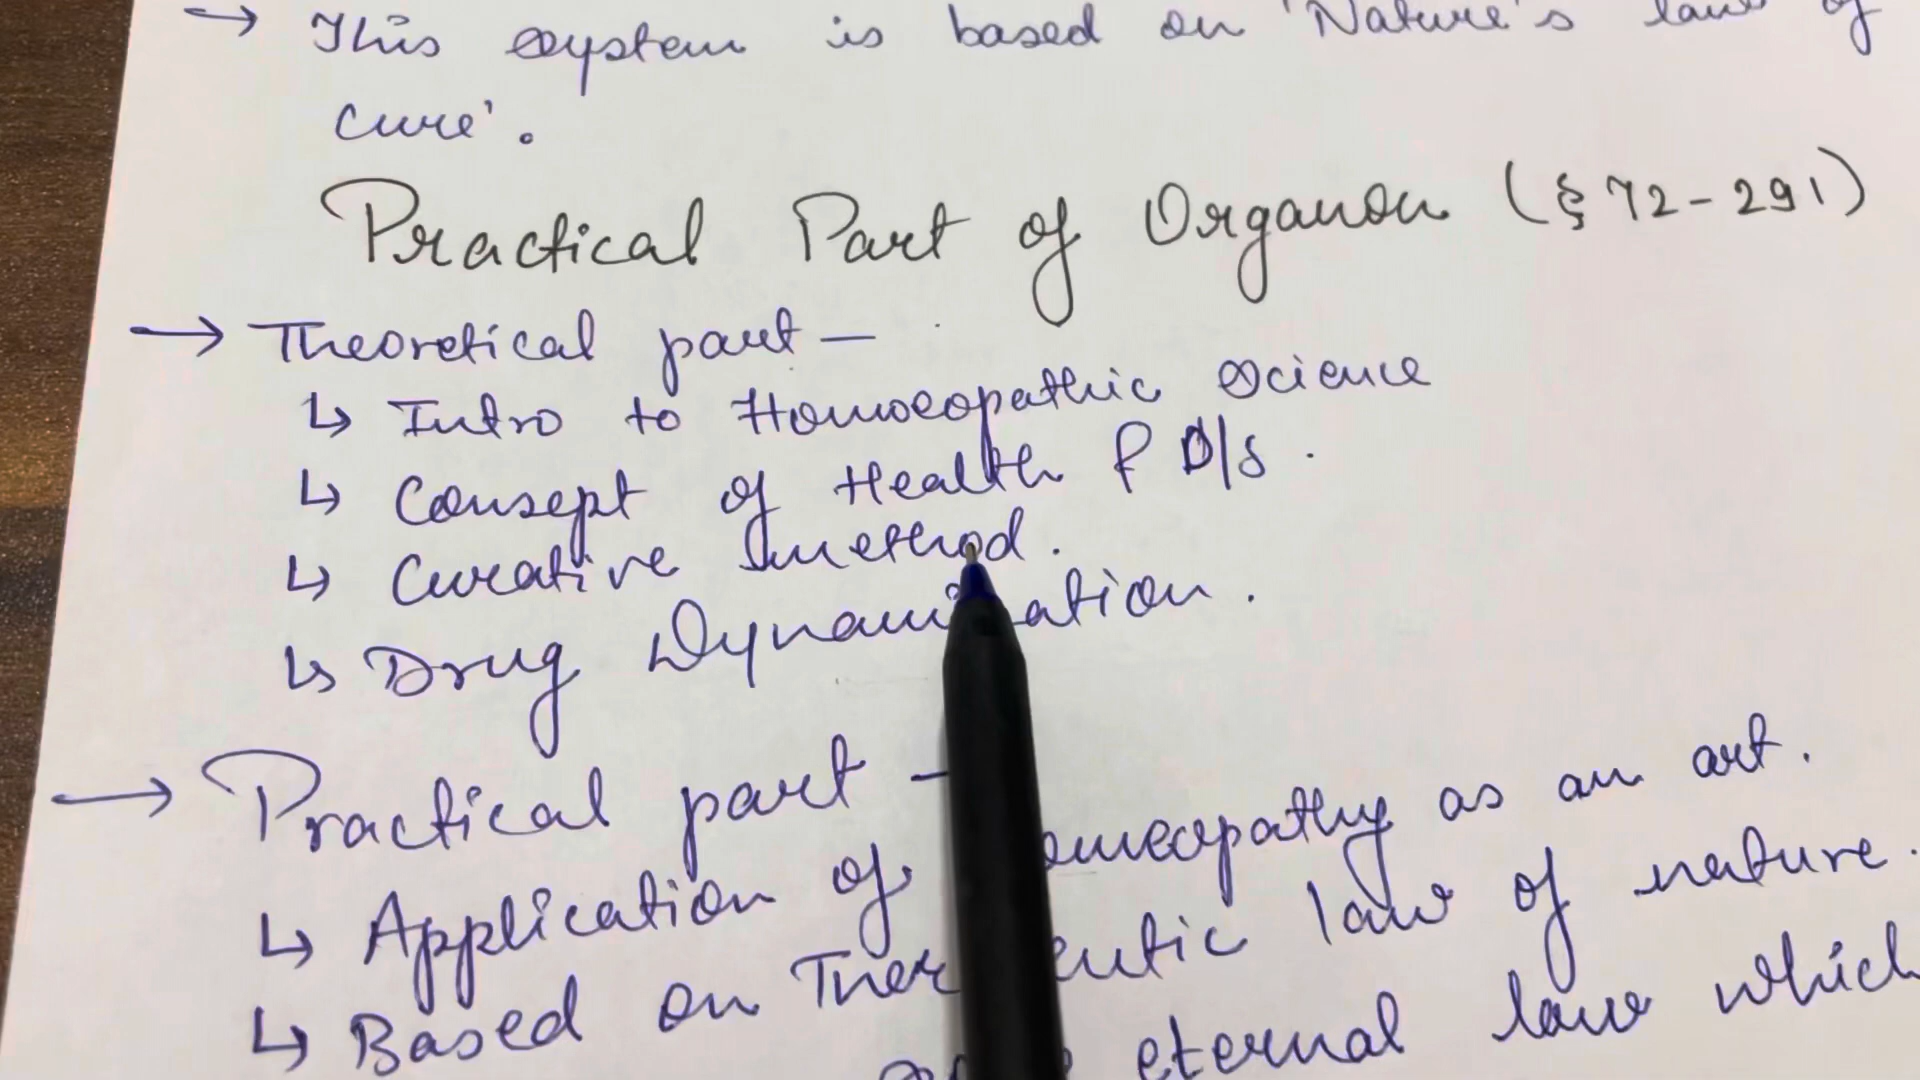 → This system is based on 'Nature's law of
cure'.
Practical Part of Organon (§ 72-291)
→ Theoretical part —
↳ Intro to Homoeopathic science
↳ Consept of Health & D/s.
↳ Curative method.
↳ Drug Dynamization.
→ Practical part -
↳ Application of as an art.
↳ Based on law of nature.
eternal law which